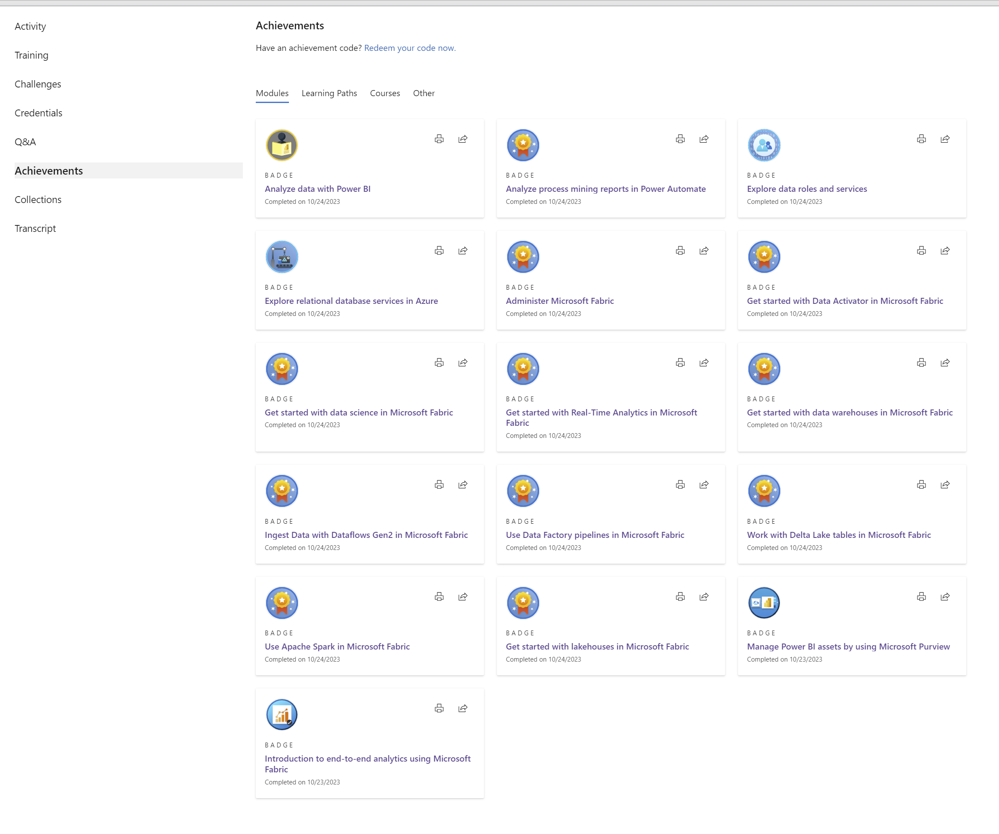 Activity
Training
Challenges
Credentials
Q&A
Achievements
Collections
Transcript
Achievements
Have an achievement code? Redeem your code now.
Modules Learning Paths Courses Other
BADGE
Analyze data with Power BI
Completed on 10/24/2023
BADGE
Analyze process mining reports in Power Automate
Completed on 10/24/2023
BADGE
Explore data roles and services
Completed on 10/24/2023
BADGE
Explore relational database services in Azure
Completed on 10/24/2023
BADGE
Administer Microsoft Fabric
Completed on 10/24/2023
BADGE
Get started with Data Activator in Microsoft Fabric
Completed on 10/24/2023
BADGE
Get started with data science in Microsoft Fabric
Completed on 10/24/2023
BADGE
Get started with Real-Time Analytics in Microsoft
Fabric
Completed on 10/24/2023
BADGE
Get started with data warehouses in Microsoft Fabric
Completed on 10/24/2023
BADGE
Ingest Data with Dataflows Gen2 in Microsoft Fabric
Completed on 10/24/2023
BADGE
Use Data Factory pipelines in Microsoft Fabric
Completed on 10/24/2023
BADGE
Work with Delta Lake tables in Microsoft Fabric
Completed on 10/24/2023
BADGE
Use Apache Spark in Microsoft Fabric
Completed on 10/24/2023
BADGE
Get started with lakehouses in Microsoft Fabric
Completed on 10/24/2023
BADGE
Manage Power BI assets by using Microsoft Purview
Completed on 10/23/2023
BADGE
Introduction to end-to-end analytics using Microsoft
Fabric
Completed on 10/23/2023